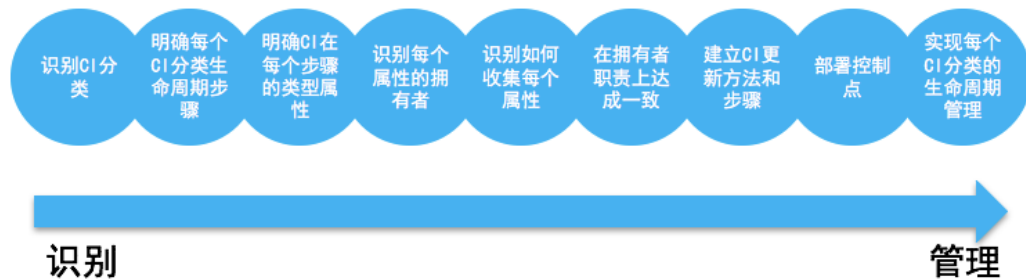 识别CI分
类
明确每个
CI分类生
命周期步
骤
明确CI在
每个步骤
的类型属
性
识别每个
属性的拥
有者
识别如何
收集每个
属性
在拥有者
职责上达
成一致
建立CI更
新方法和
步骤
部署控制
点
实现每个
CI分类的
生命周期
管理
识别
管理